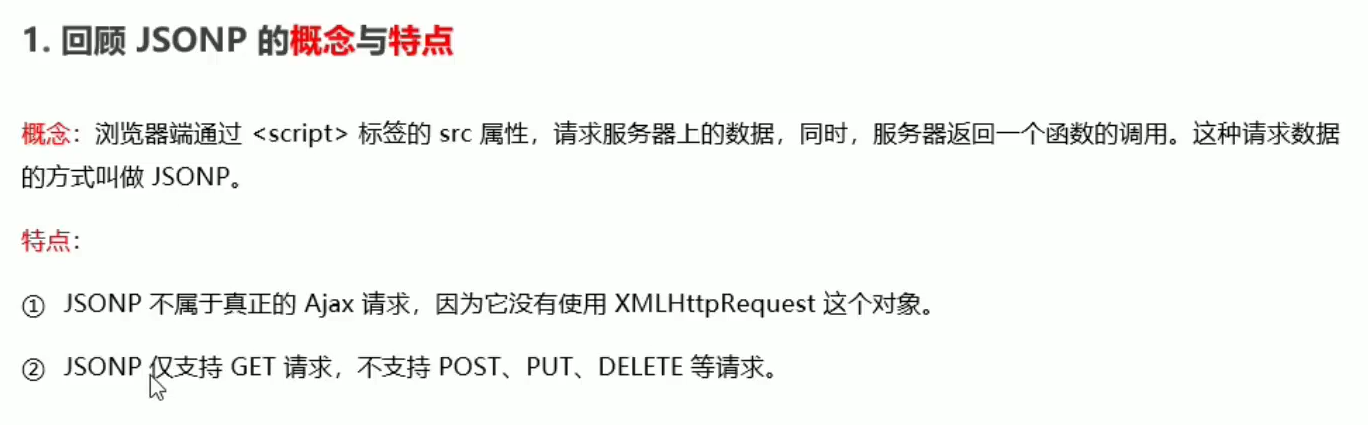 1. 回顾 JSONP 的概念与特点
概念：浏览器端通过 <script> 标签的 src 属性，请求服务器上的数据，同时，服务器返回一个函数的调用。这种请求数据
的方式叫做 JSONP。
特点：
① JSONP 不属于真正的 Ajax 请求，因为它没有使用 XMLHttpRequest 这个对象。
② JSONP 仅支持 GET 请求，不支持 POST、PUT、DELETE 等请求。